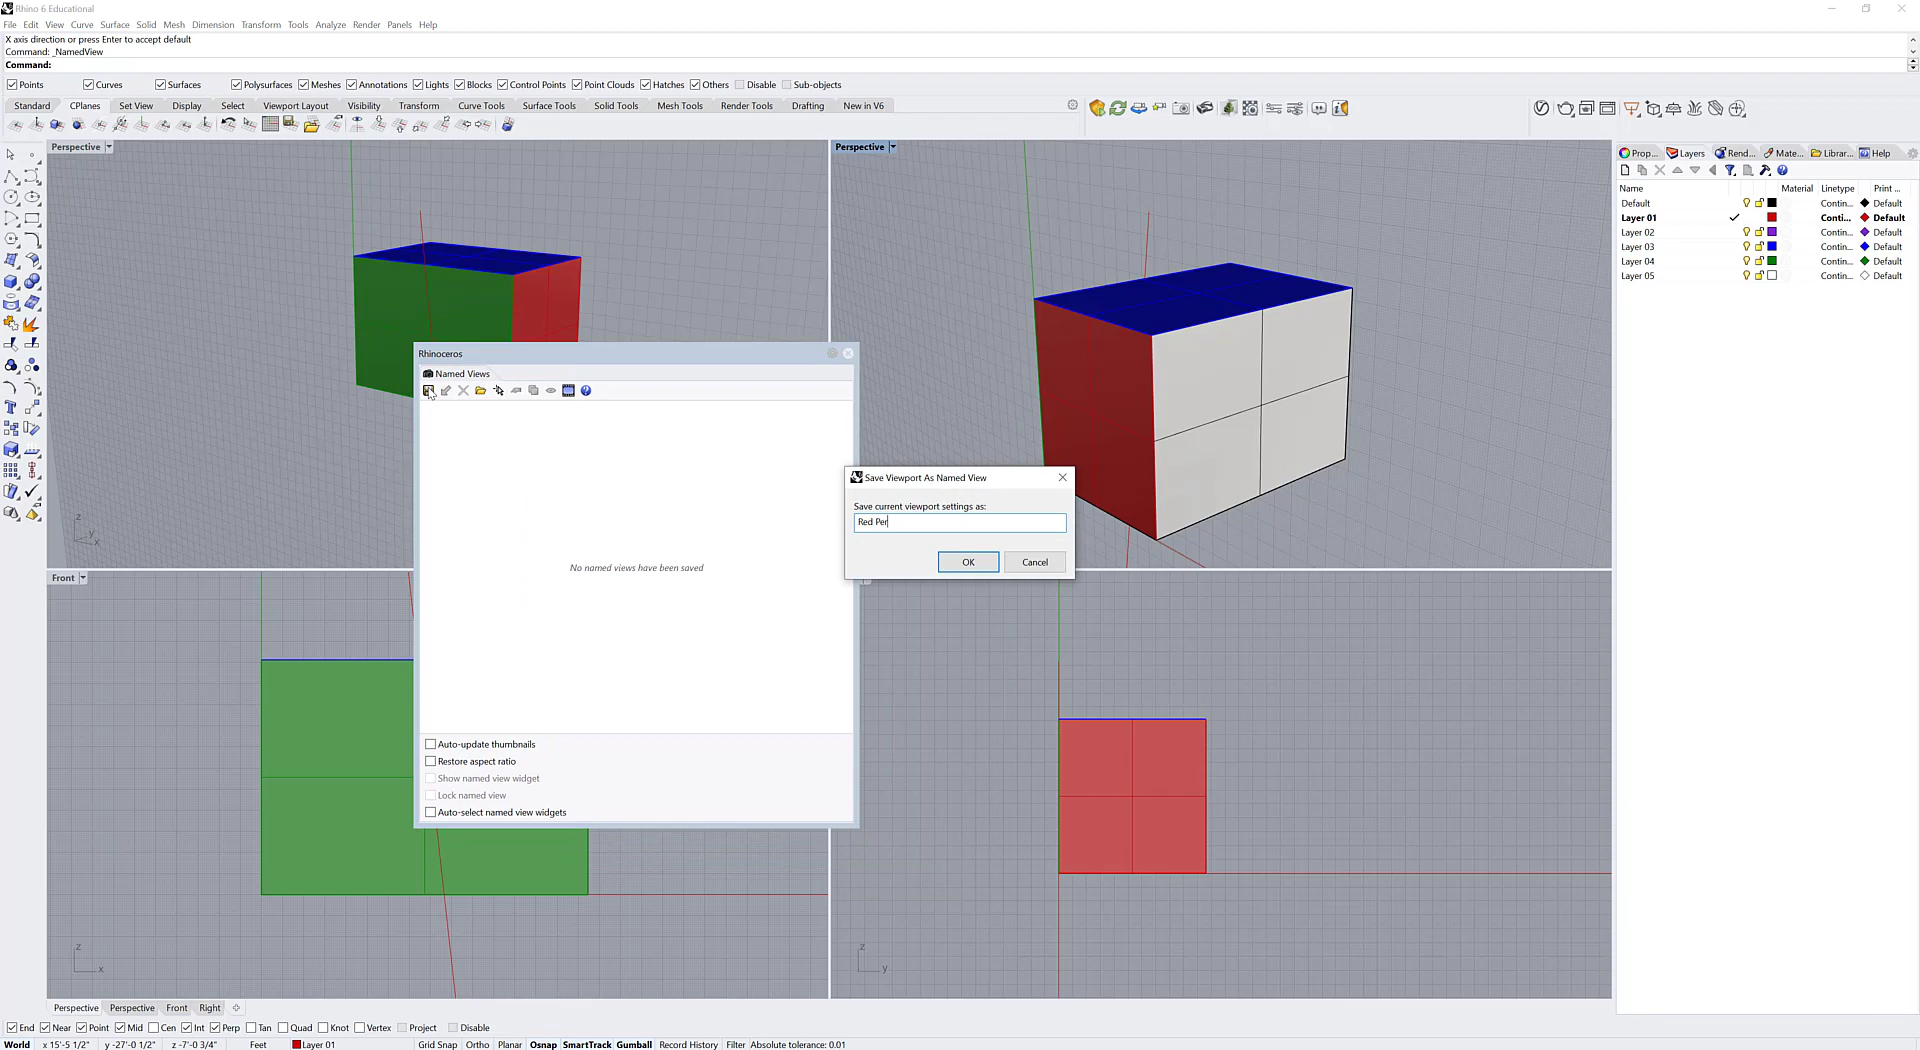 Rhino 6 Educational
File Edit View Curve Surface Solid Mesh Dimension Transform Tools Analyze Render Panels Help
X axis direction or press Enter to accept default
Command: _NamedView
Command:
Points Curves Surfaces Polysurfaces Meshes Annotations Lights Blocks Control Points Point Clouds Hatches Others Disable Sub-objects
Standard CPlanes Set View Display Select Viewport Layout Visibility Transform Curve Tools Surface Tools Solid Tools Mesh Tools Render Tools Drafting New in V6
Perspective
Perspective
Prop... Layers Rend... Mate... Librar... Help
Name Material Linetype Print ...
Default Contin... Default
Layer 01 Conti... Default
Layer 02 Contin... Default
Layer 03 Contin... Default
Layer 04 Contin... Default
Layer 05 Contin... Default
Rhinoceros
Named Views
No named views have been saved
Auto-update thumbnails
Restore aspect ratio
Show named view widget
Lock named view
Auto-select named view widgets
Save Viewport As Named View
Save current viewport settings as:
Red Per
OK Cancel
z
y
x
Front
z
x
z
y
Perspective Perspective Front Right
End Near Point Mid Cen Int Perp Tan Quad Knot Vertex Project Disable
World x 15'-5 1/2" y -27'-0 1/2" z -7'-0 3/4" Feet Layer 01 Grid Snap Ortho Planar Osnap SmartTrack Gumball Record History Filter Absolute tolerance: 0.01